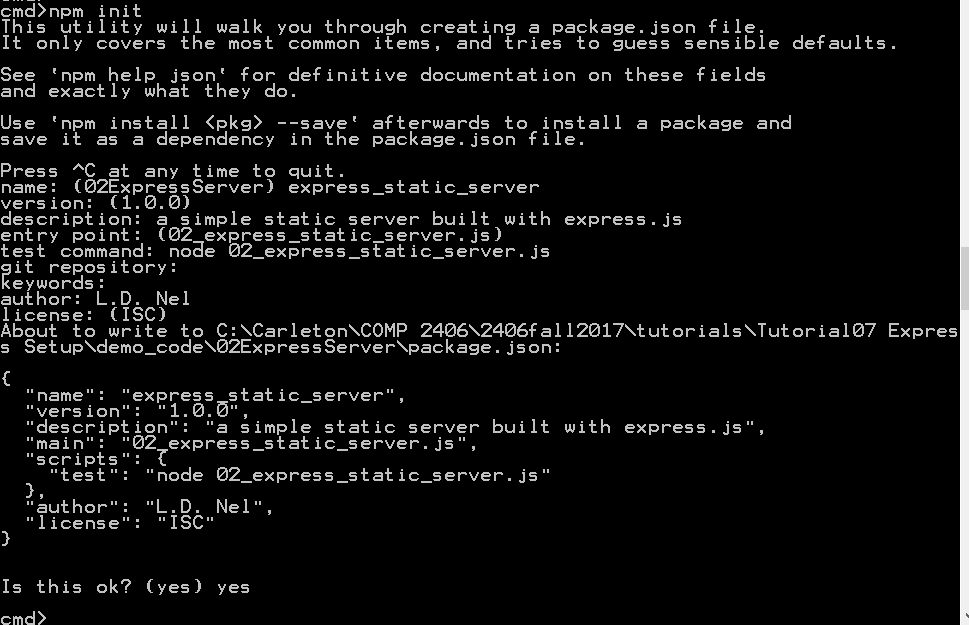 cmd>npm init
This utility will walk you through creating a package.json file.
It only covers the most common items, and tries to guess sensible defaults.
See 'npm help json' for definitive documentation on these fields
and exactly what they do.
Use 'npm install <pkg> --save' afterwards to install a package and
save it as a dependency in the package.json file.
Press ^C at any time to quit.
name: (02ExpressServer) express_static_server
version: (1.0.0)
description: a simple static server built with express.js
entry point: (02_express_static_server.js)
test command: node 02_express_static_server.js
git repository:
keywords:
author: L.D. Nel
license: (ISC)
About to write to C:\Carleton\COMP 2406\2406fall2017\tutorials\Tutorial07 Expres
s Setup\demo_code\02ExpressServer\package.json:
{
  "name": "express_static_server",
  "version": "1.0.0",
  "description": "a simple static server built with express.js",
  "main": "02_express_static_server.js",
  "scripts": {
    "test": "node 02_express_static_server.js"
  },
  "author": "L.D. Nel",
  "license": "ISC"
}
Is this ok? (yes) yes
cmd>